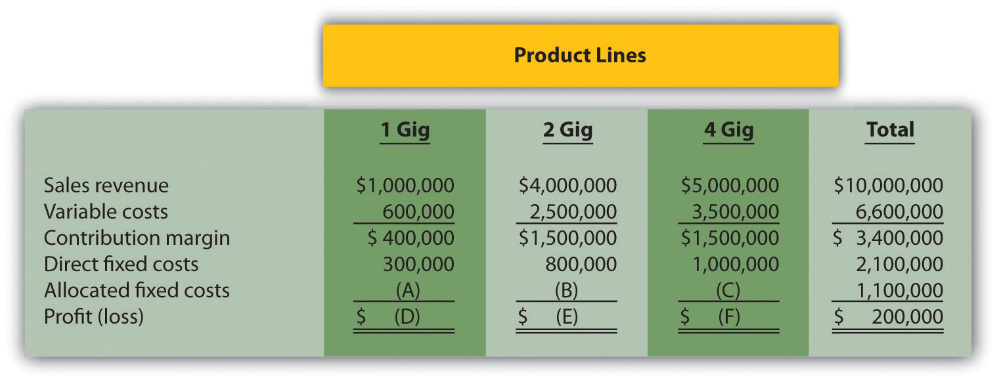 Product Lines
1 Gig 2 Gig 4 Gig Total
Sales revenue $1,000,000 $4,000,000 $5,000,000 $10,000,000
Variable costs 600,000 2,500,000 3,500,000 6,600,000
Contribution margin $ 400,000 $1,500,000 $1,500,000 $ 3,400,000
Direct fixed costs 300,000 800,000 1,000,000 2,100,000
Allocated fixed costs (A) (B) (C) 1,100,000
Profit (loss) $ (D) $ (E) $ (F) $ 200,000